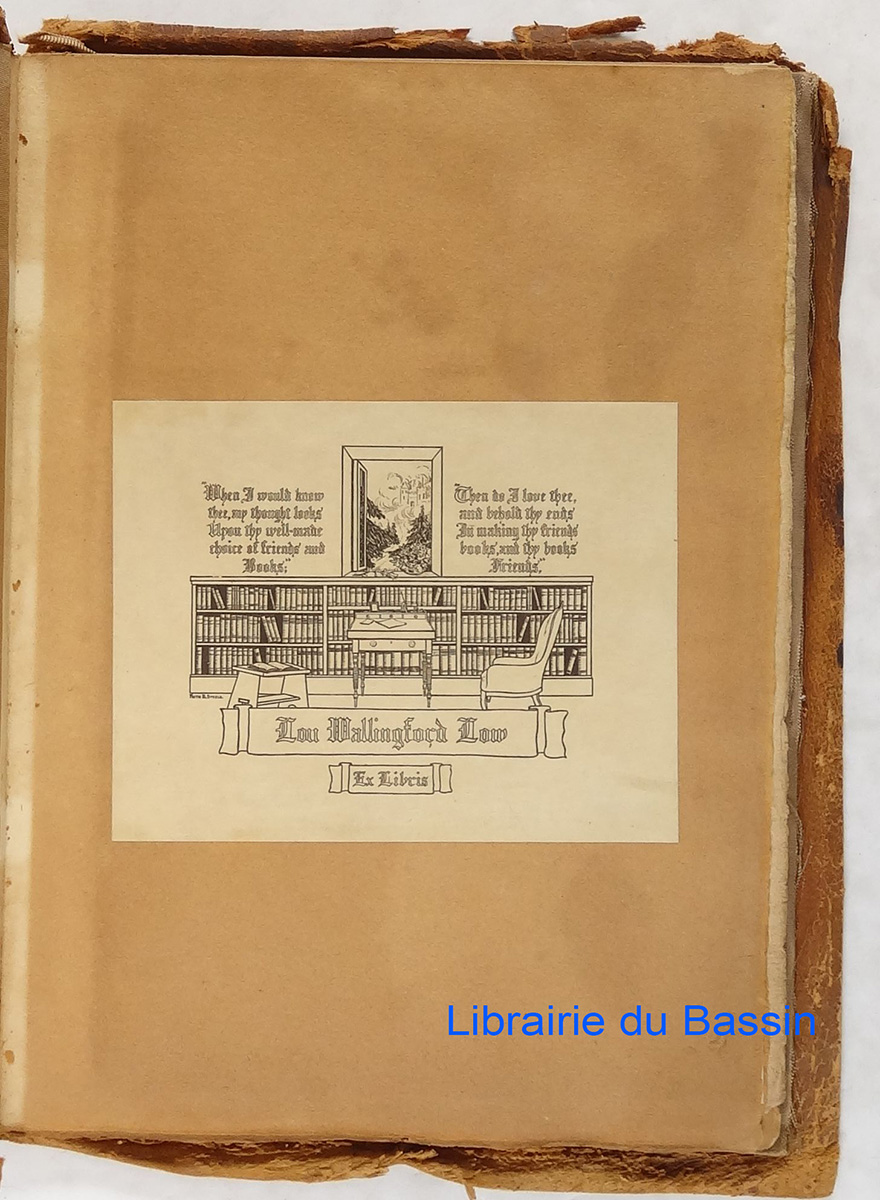 "When I would know
thee, my thought looks
Upon thy well-made
choice of friends and
Books,"
"Then do I love thee,
and behold thy ends
In making thy friends
books, and thy books
Friends,"
Lou Wallingford Low
Ex Libris
Librairie du Bassin